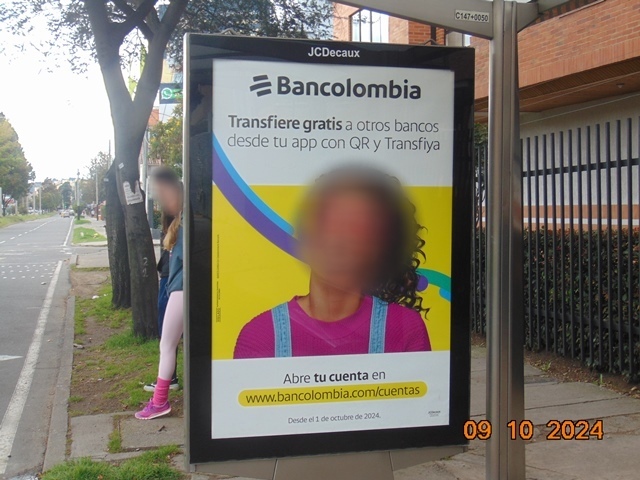 C147+0050
JCDecaux
Bancolombia
Transfiere gratis a otros bancos
desde tu app con QR y Transfiya
Abre tu cuenta en
www.bancolombia.com/cuentas
Desde el 1 de octubre de 2024.
09 10 2024